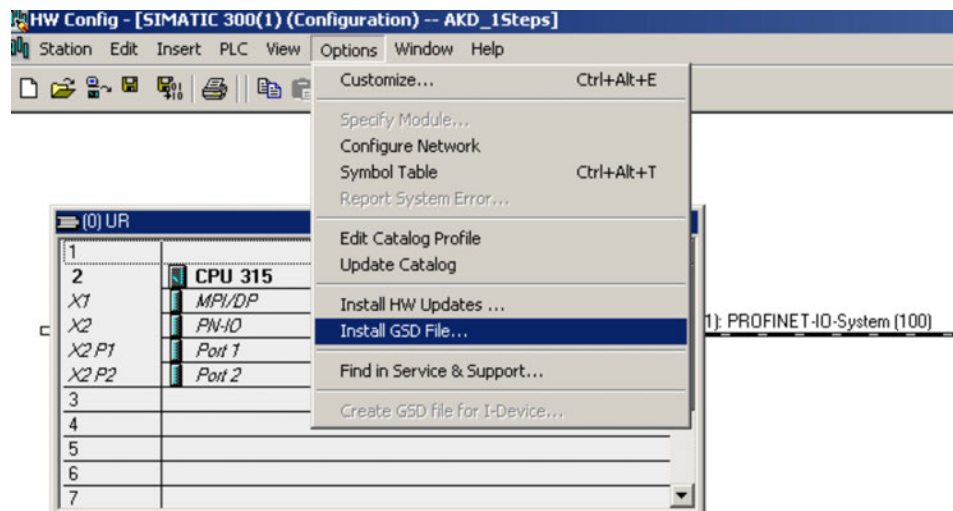 HW Config - [SIMATIC 300(1) (Configuration) -- AKD_1Steps]
Station Edit Insert PLC View Options Window Help
Customize... Ctrl+Alt+E
Specify Module...
Configure Network
Symbol Table Ctrl+Alt+T
Report System Error...
Edit Catalog Profile
Update Catalog
Install HW Updates ...
Install GSD File...
Find in Service & Support...
Create GSD file for I-Device...
(0) UR
1
2 CPU 315
X1 MPI/DP
X2 PN-IO
X2 P1 Port 1
X2 P2 Port 2
3
4
5
6
7
1): PROFINET-IO-System (100)